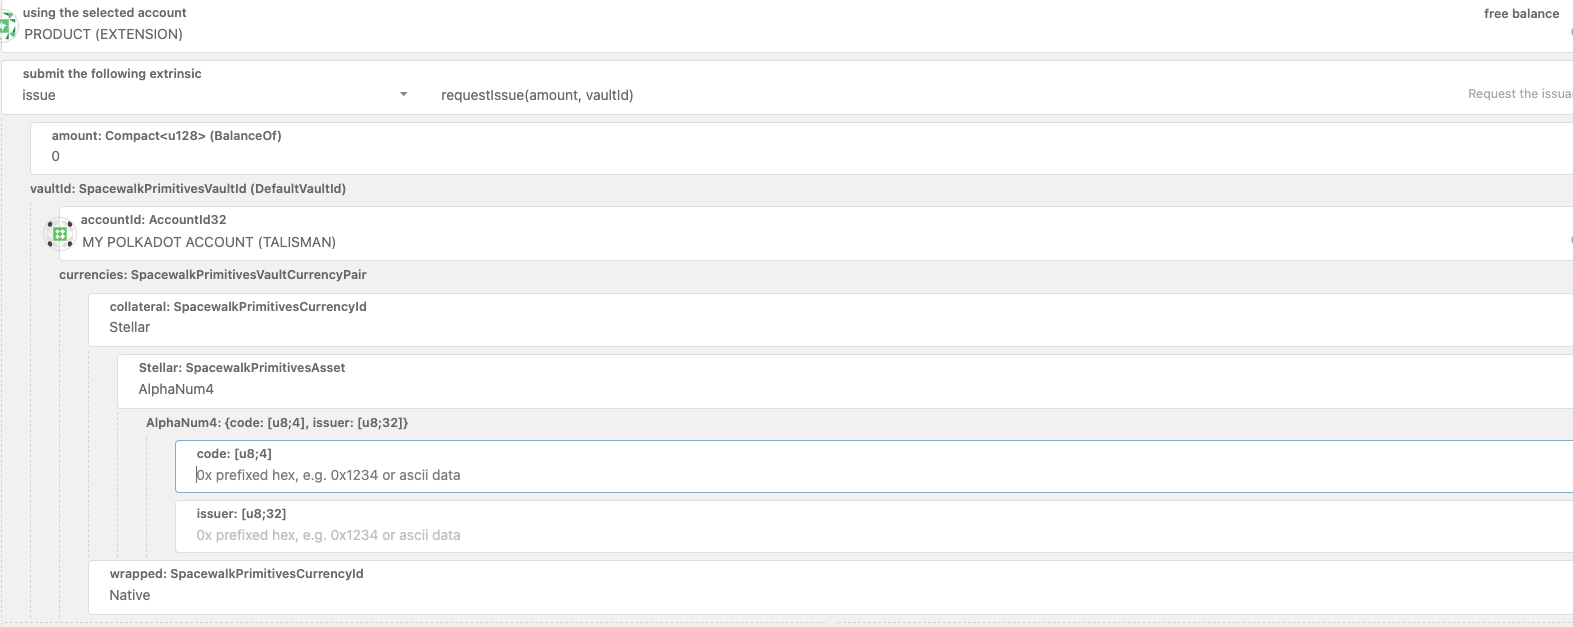 using the selected account
free balance
PRODUCT (EXTENSION)
submit the following extrinsic
issue
requestIssue(amount, vaultId)
Request the issua
amount: Compact<u128> (BalanceOf)
0
vaultId: SpacewalkPrimitivesVaultId (DefaultVaultId)
accountId: AccountId32
MY POLKADOT ACCOUNT (TALISMAN)
currencies: SpacewalkPrimitivesVaultCurrencyPair
collateral: SpacewalkPrimitivesCurrencyId
Stellar
Stellar: SpacewalkPrimitivesAsset
AlphaNum4
AlphaNum4: {code: [u8;4], issuer: [u8;32]}
code: [u8;4]
0x prefixed hex, e.g. 0x1234 or ascii data
issuer: [u8;32]
0x prefixed hex, e.g. 0x1234 or ascii data
wrapped: SpacewalkPrimitivesCurrencyId
Native